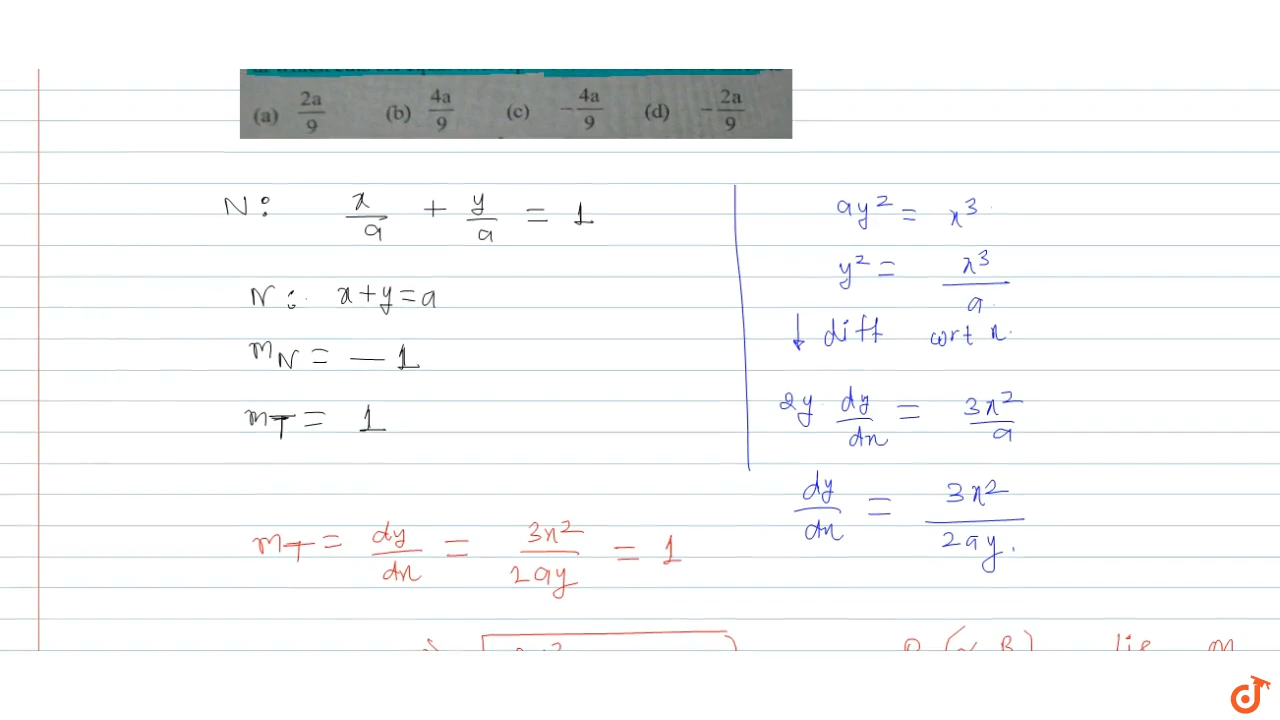 (a) 2a/9 (b) 4a/9 (c) -4a/9 (d) -2a/9
N: x/a + y/a = 1
N: x+y=a
m_N = -1
m_T = 1
ay² = x³
y² = x³/a
↓ diff wrt x.
2y dy/dx = 3x²/a
dy/dx = 3x²/2ay.
m_T = dy/dx = 3x²/2ay = 1